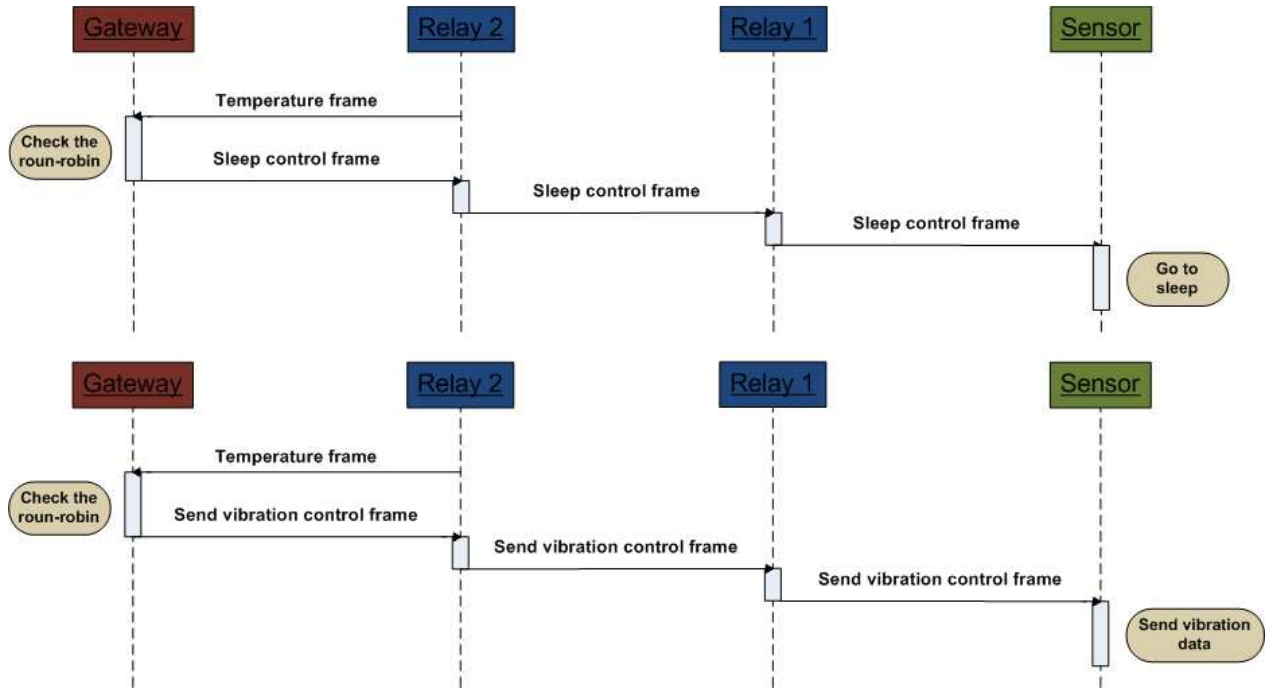 Gateway
Relay 2
Relay 1
Sensor
Temperature frame
Check the
roun-robin
Sleep control frame
Sleep control frame
Sleep control frame
Go to
sleep
Gateway
Relay 2
Relay 1
Sensor
Temperature frame
Check the
roun-robin
Send vibration control frame
Send vibration control frame
Send vibration control frame
Send vibration
data